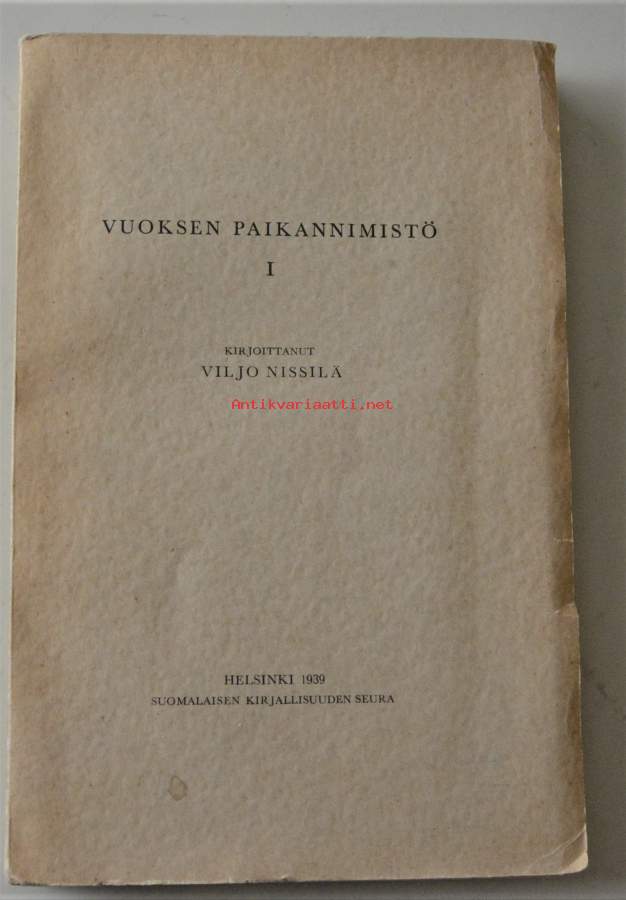 VUOKSEN PAIKANNIMISTÖ
I
KIRJOITTANUT
VILJO NISSILÄ
Antikvariaatti.net
HELSINKI 1939
SUOMALAISEN KIRJALLISUUDEN SEURA